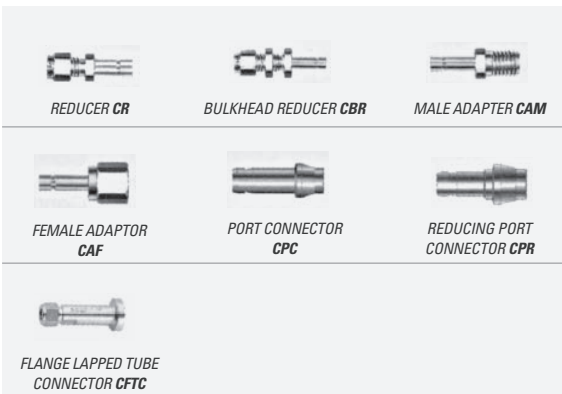 REDUCER CR
BULKHEAD REDUCER CBR
MALE ADAPTER CAM
FEMALE ADAPTOR
CAF
PORT CONNECTOR
CPC
REDUCING PORT
CONNECTOR CPR
FLANGE LAPPED TUBE
CONNECTOR CFTC